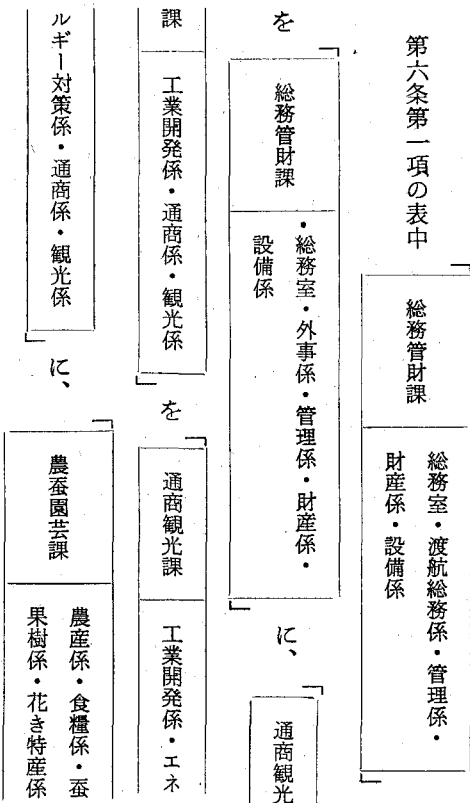 第六条第一項の表中
「総務管財課
総務室・渡航総務係・管理係・
財産係・設備係」
を
「総務管財課
・総務室・外事係・管理係・財産係・
設備係」
に、
「通商観光
課
工業開発係・通商係・観光係」
を
「通商観光課
工業開発係・エネ
ルギー対策係・通商係・観光係」
に、
「農蚕園芸課
農産係・食糧係・蚕
果樹係・花き特産係